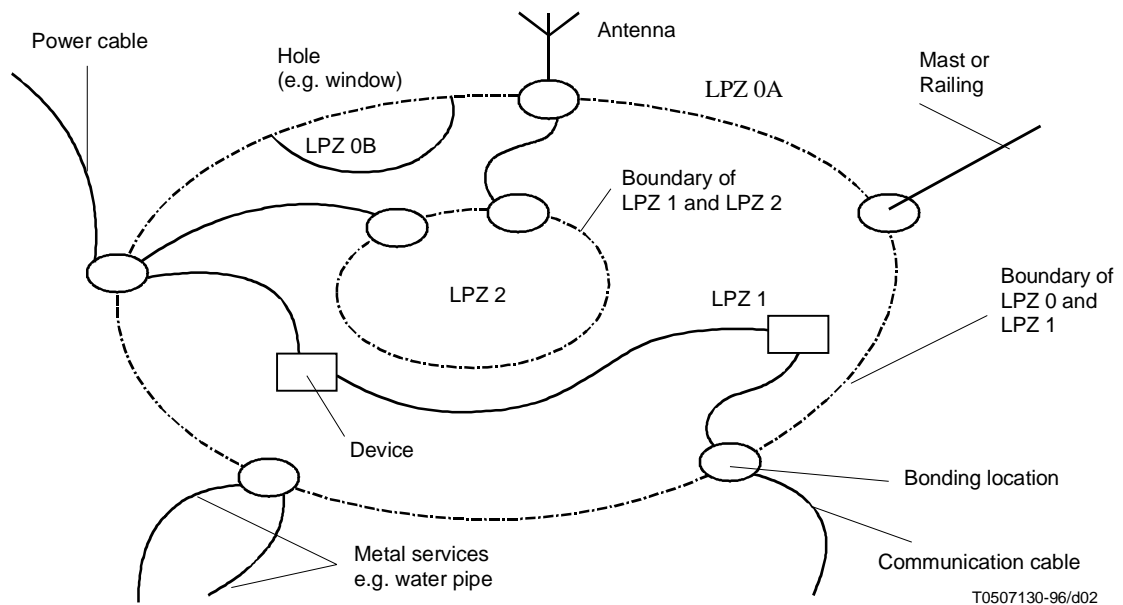 Power cable
Antenna
Hole
(e.g. window)
Mast or
Railing
LPZ 0A
LPZ 0B
Boundary of
LPZ 1 and LPZ 2
LPZ 2
LPZ 1
Boundary of
LPZ 0 and
LPZ 1
Device
Bonding location
Metal services
e.g. water pipe
Communication cable
T0507130-96/d02